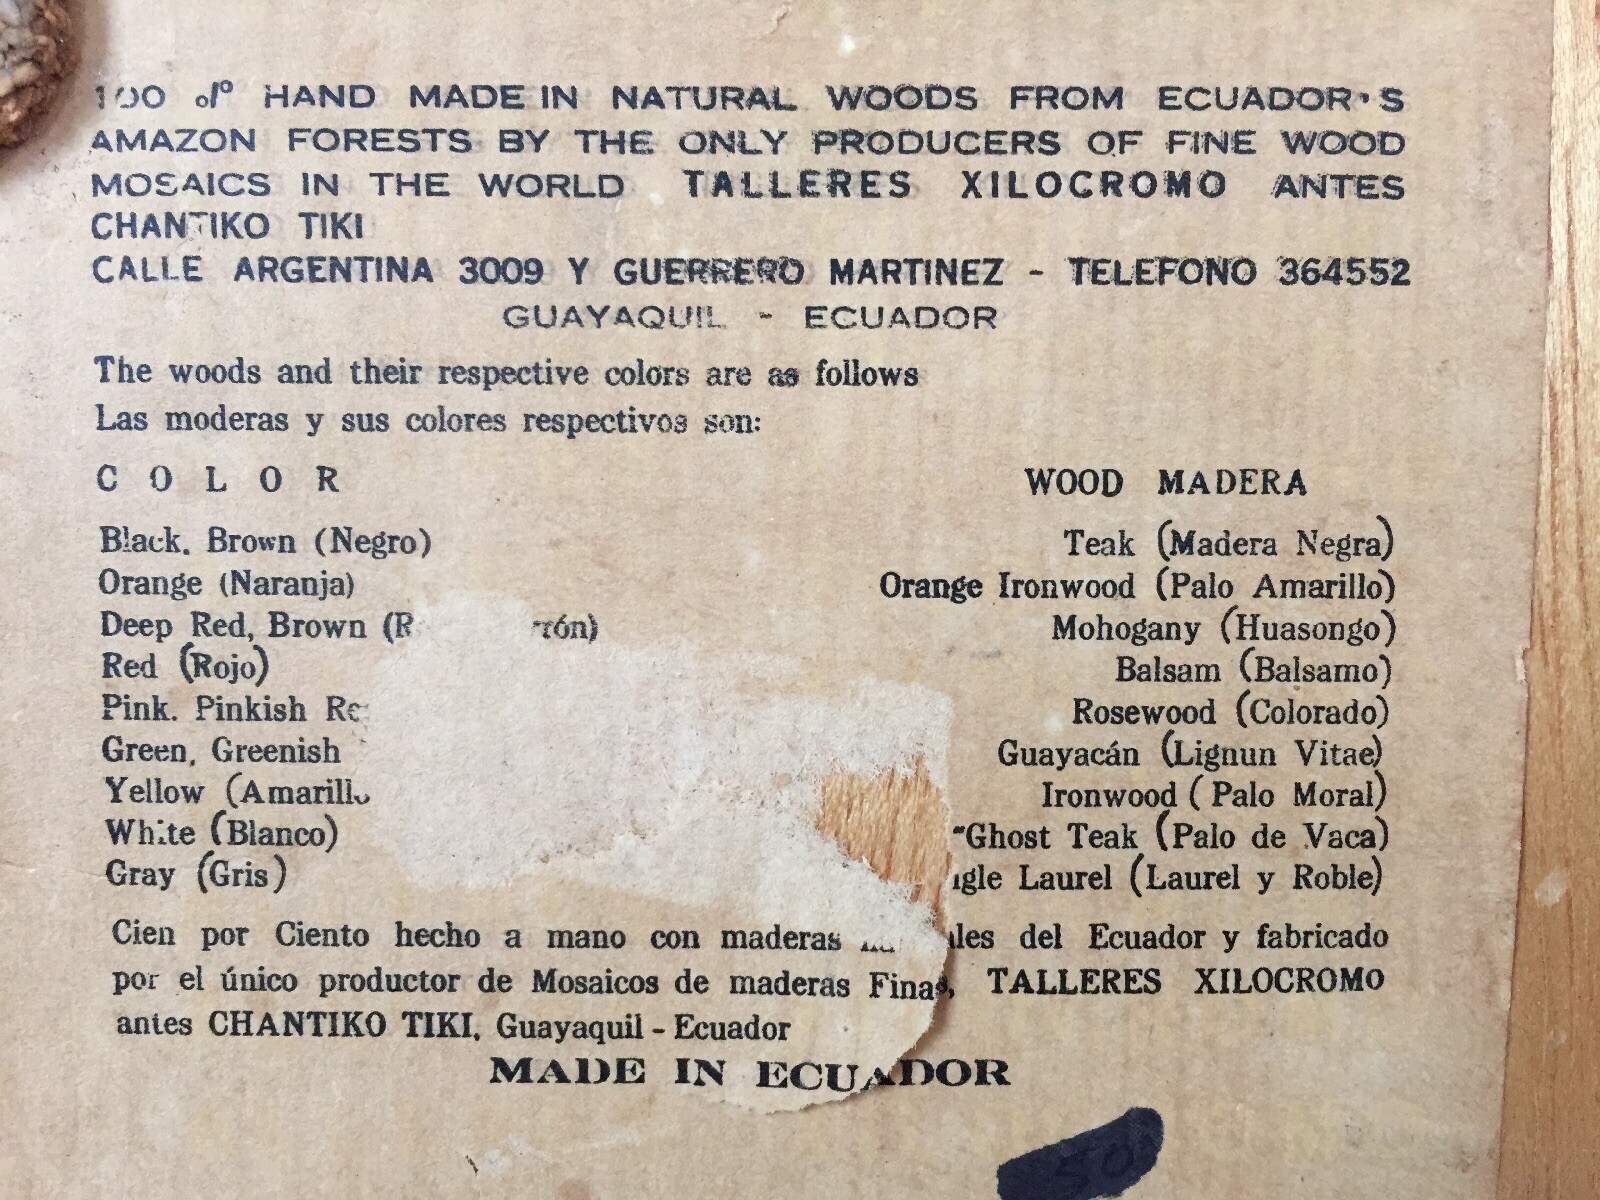 100 o/o HAND MADE IN NATURAL WOODS FROM ECUADOR'S
AMAZON FORESTS BY THE ONLY PRODUCERS OF FINE WOOD
MOSAICS IN THE WORLD TALLERES XILOCROMO ANTES
CHANTIKO TIKI
CALLE ARGENTINA 3009 Y GUERRERO MARTINEZ - TELEFONO 364552
GUAYAQUIL - ECUADOR
The woods and their respective colors are as follows
Las moderas y sus colores respectivos son:
COLOR WOOD MADERA
Black. Brown (Negro) Teak (Madera Negra)
Orange (Naranja) Orange Ironwood (Palo Amarillo)
Deep Red, Brown Mohogany (Huasongo)
Red (Rojo) Balsam (Balsamo)
Pink. Pinkish Rosewood (Colorado)
Green, Greenish Guayacán (Lignun Vitae)
Yellow (Amarillo Ironwood (Palo Moral)
White (Blanco) Ghost Teak (Palo de Vaca)
Gray (Gris) Laurel (Laurel y Roble)
Cien por Ciento hecho a mano con maderas del Ecuador y fabricado
por el único productor de Mosaicos de maderas Finas, TALLERES XILOCROMO
antes CHANTIKO TIKI, Guayaquil - Ecuador
MADE IN ECUADOR